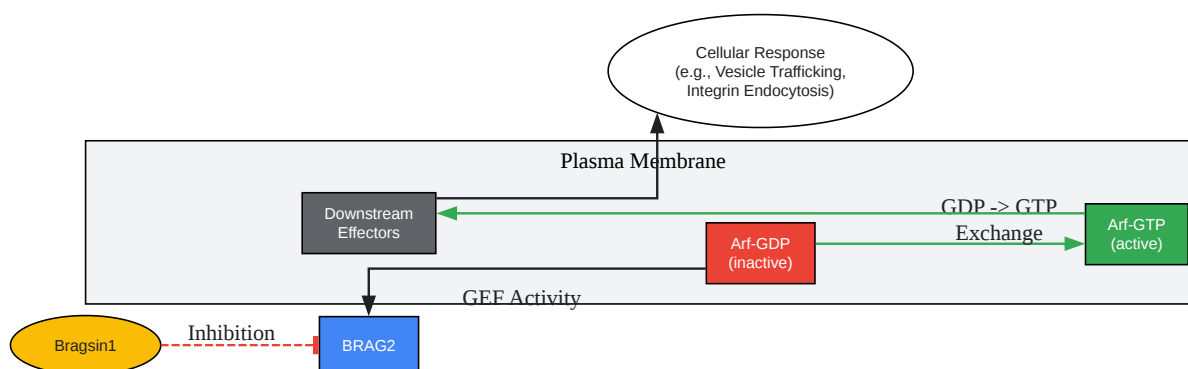 Cellular Response
(e.g., Vesicle Trafficking,
Integrin Endocytosis)
Plasma Membrane
Downstream
Effectors
GDP -> GTP
Exchange
Arf-GTP
(active)
Arf-GDP
(inactive)
GEF Activity
Bragsin1
Inhibition
BRAG2